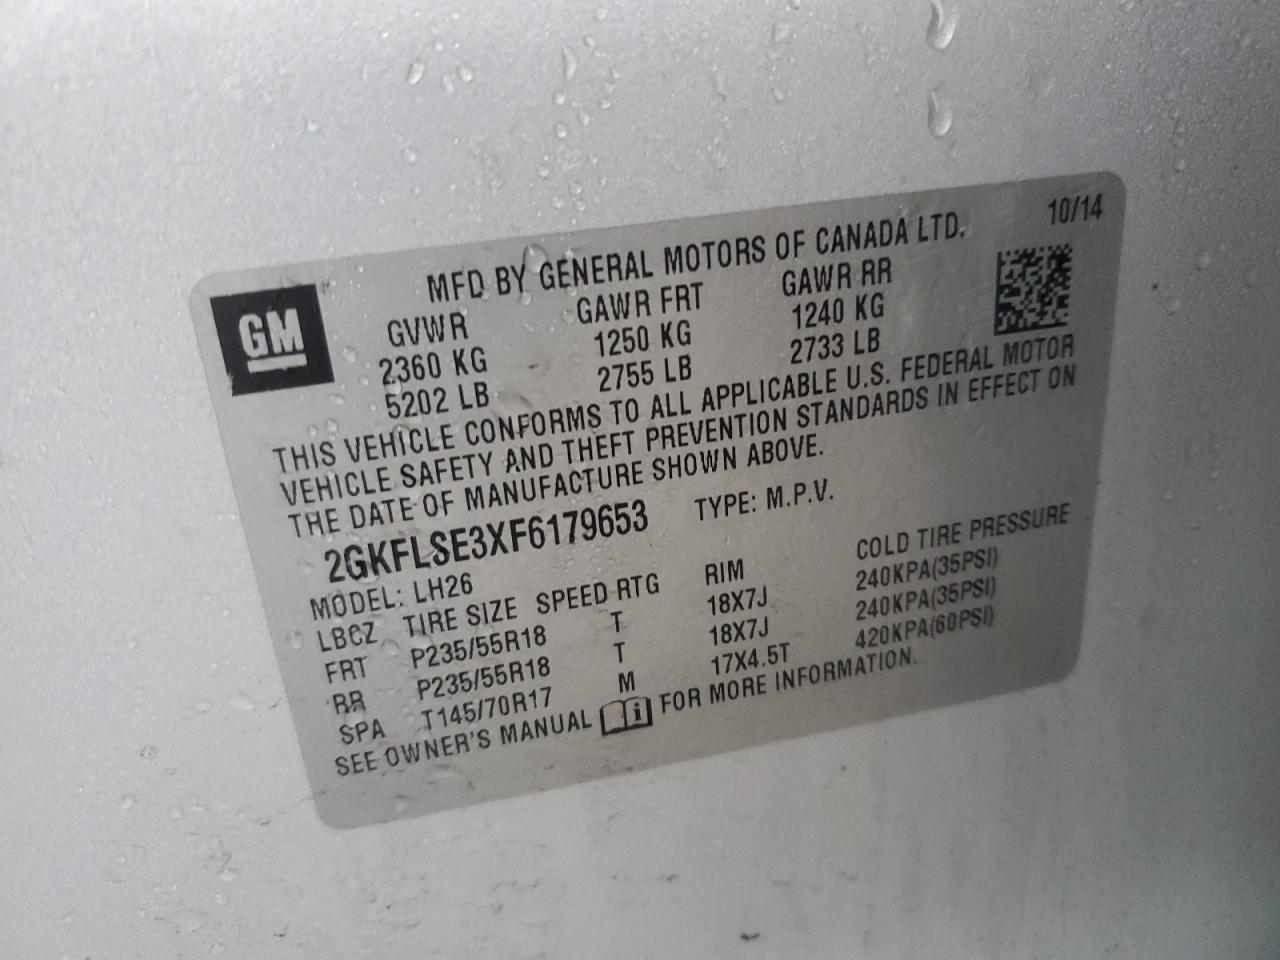 10/14
MFD BY GENERAL MOTORS OF CANADA LTD.
GM
GVWR GAWR FRT GAWR RR
2360 KG 1250 KG 1240 KG
5202 LB 2755 LB 2733 LB
THIS VEHICLE CONFORMS TO ALL APPLICABLE U.S. FEDERAL MOTOR
VEHICLE SAFETY AND THEFT PREVENTION STANDARDS IN EFFECT ON
THE DATE OF MANUFACTURE SHOWN ABOVE.
2GKFLSE3XF6179653 TYPE: M.P.V.
MODEL: LH26
LBCZ TIRE SIZE SPEED RTG RIM COLD TIRE PRESSURE
FRT P235/55R18 T 18X7J 240KPA(35PSI)
RR P235/55R18 T 18X7J 240KPA(35PSI)
SPA T145/70R17 M 17X4.5T 420KPA(60PSI)
SEE OWNER'S MANUAL i FOR MORE INFORMATION.